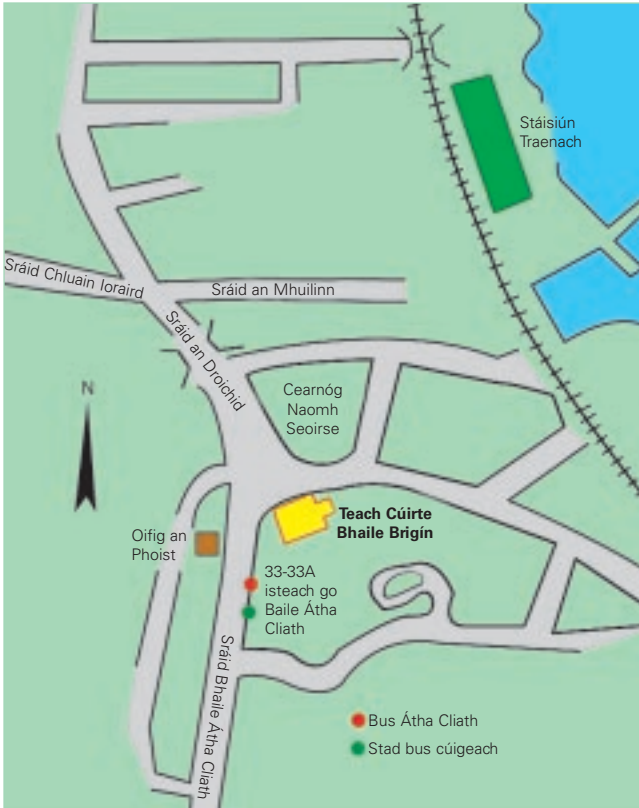 Stáisiún
Traenach
Sráid Chluain Ioraird
Sráid an Mhuilinn
Sráid an Droichid
Cearnóg
Naomh
Seoirse
N
Teach Cúirte
Bhaile Brigín
Oifig an
Phoist
33-33A
isteach go
Baile Átha
Cliath
Sráid Bhaile Átha Cliath
Bus Átha Cliath
Stad bus cúigeach